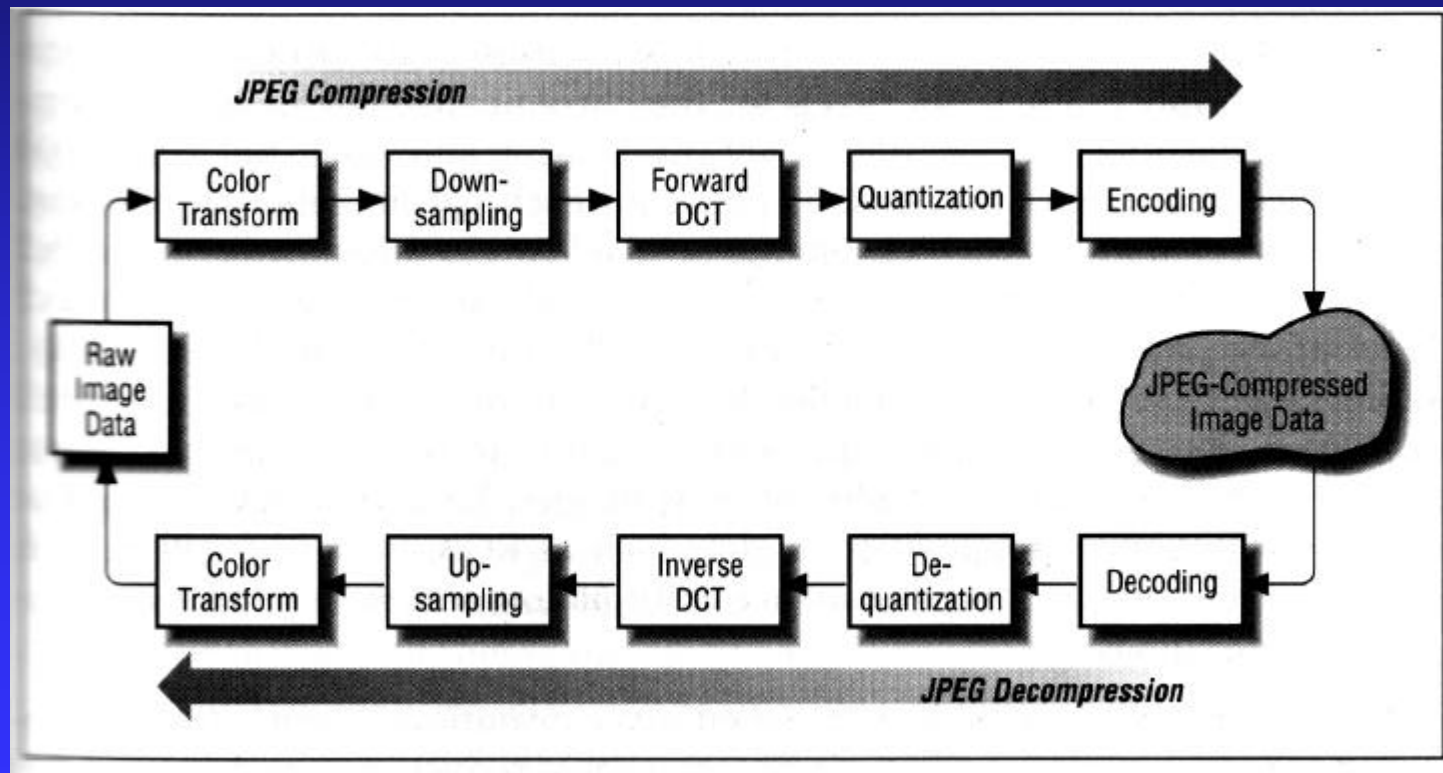 JPEG Compression
Color
Transform
Down-
sampling
Forward
DCT
Quantization
Encoding
Raw
Image
Data
JPEG-Compressed
Image Data
Color
Transform
Up-
sampling
Inverse
DCT
De-
quantization
Decoding
JPEG Decompression